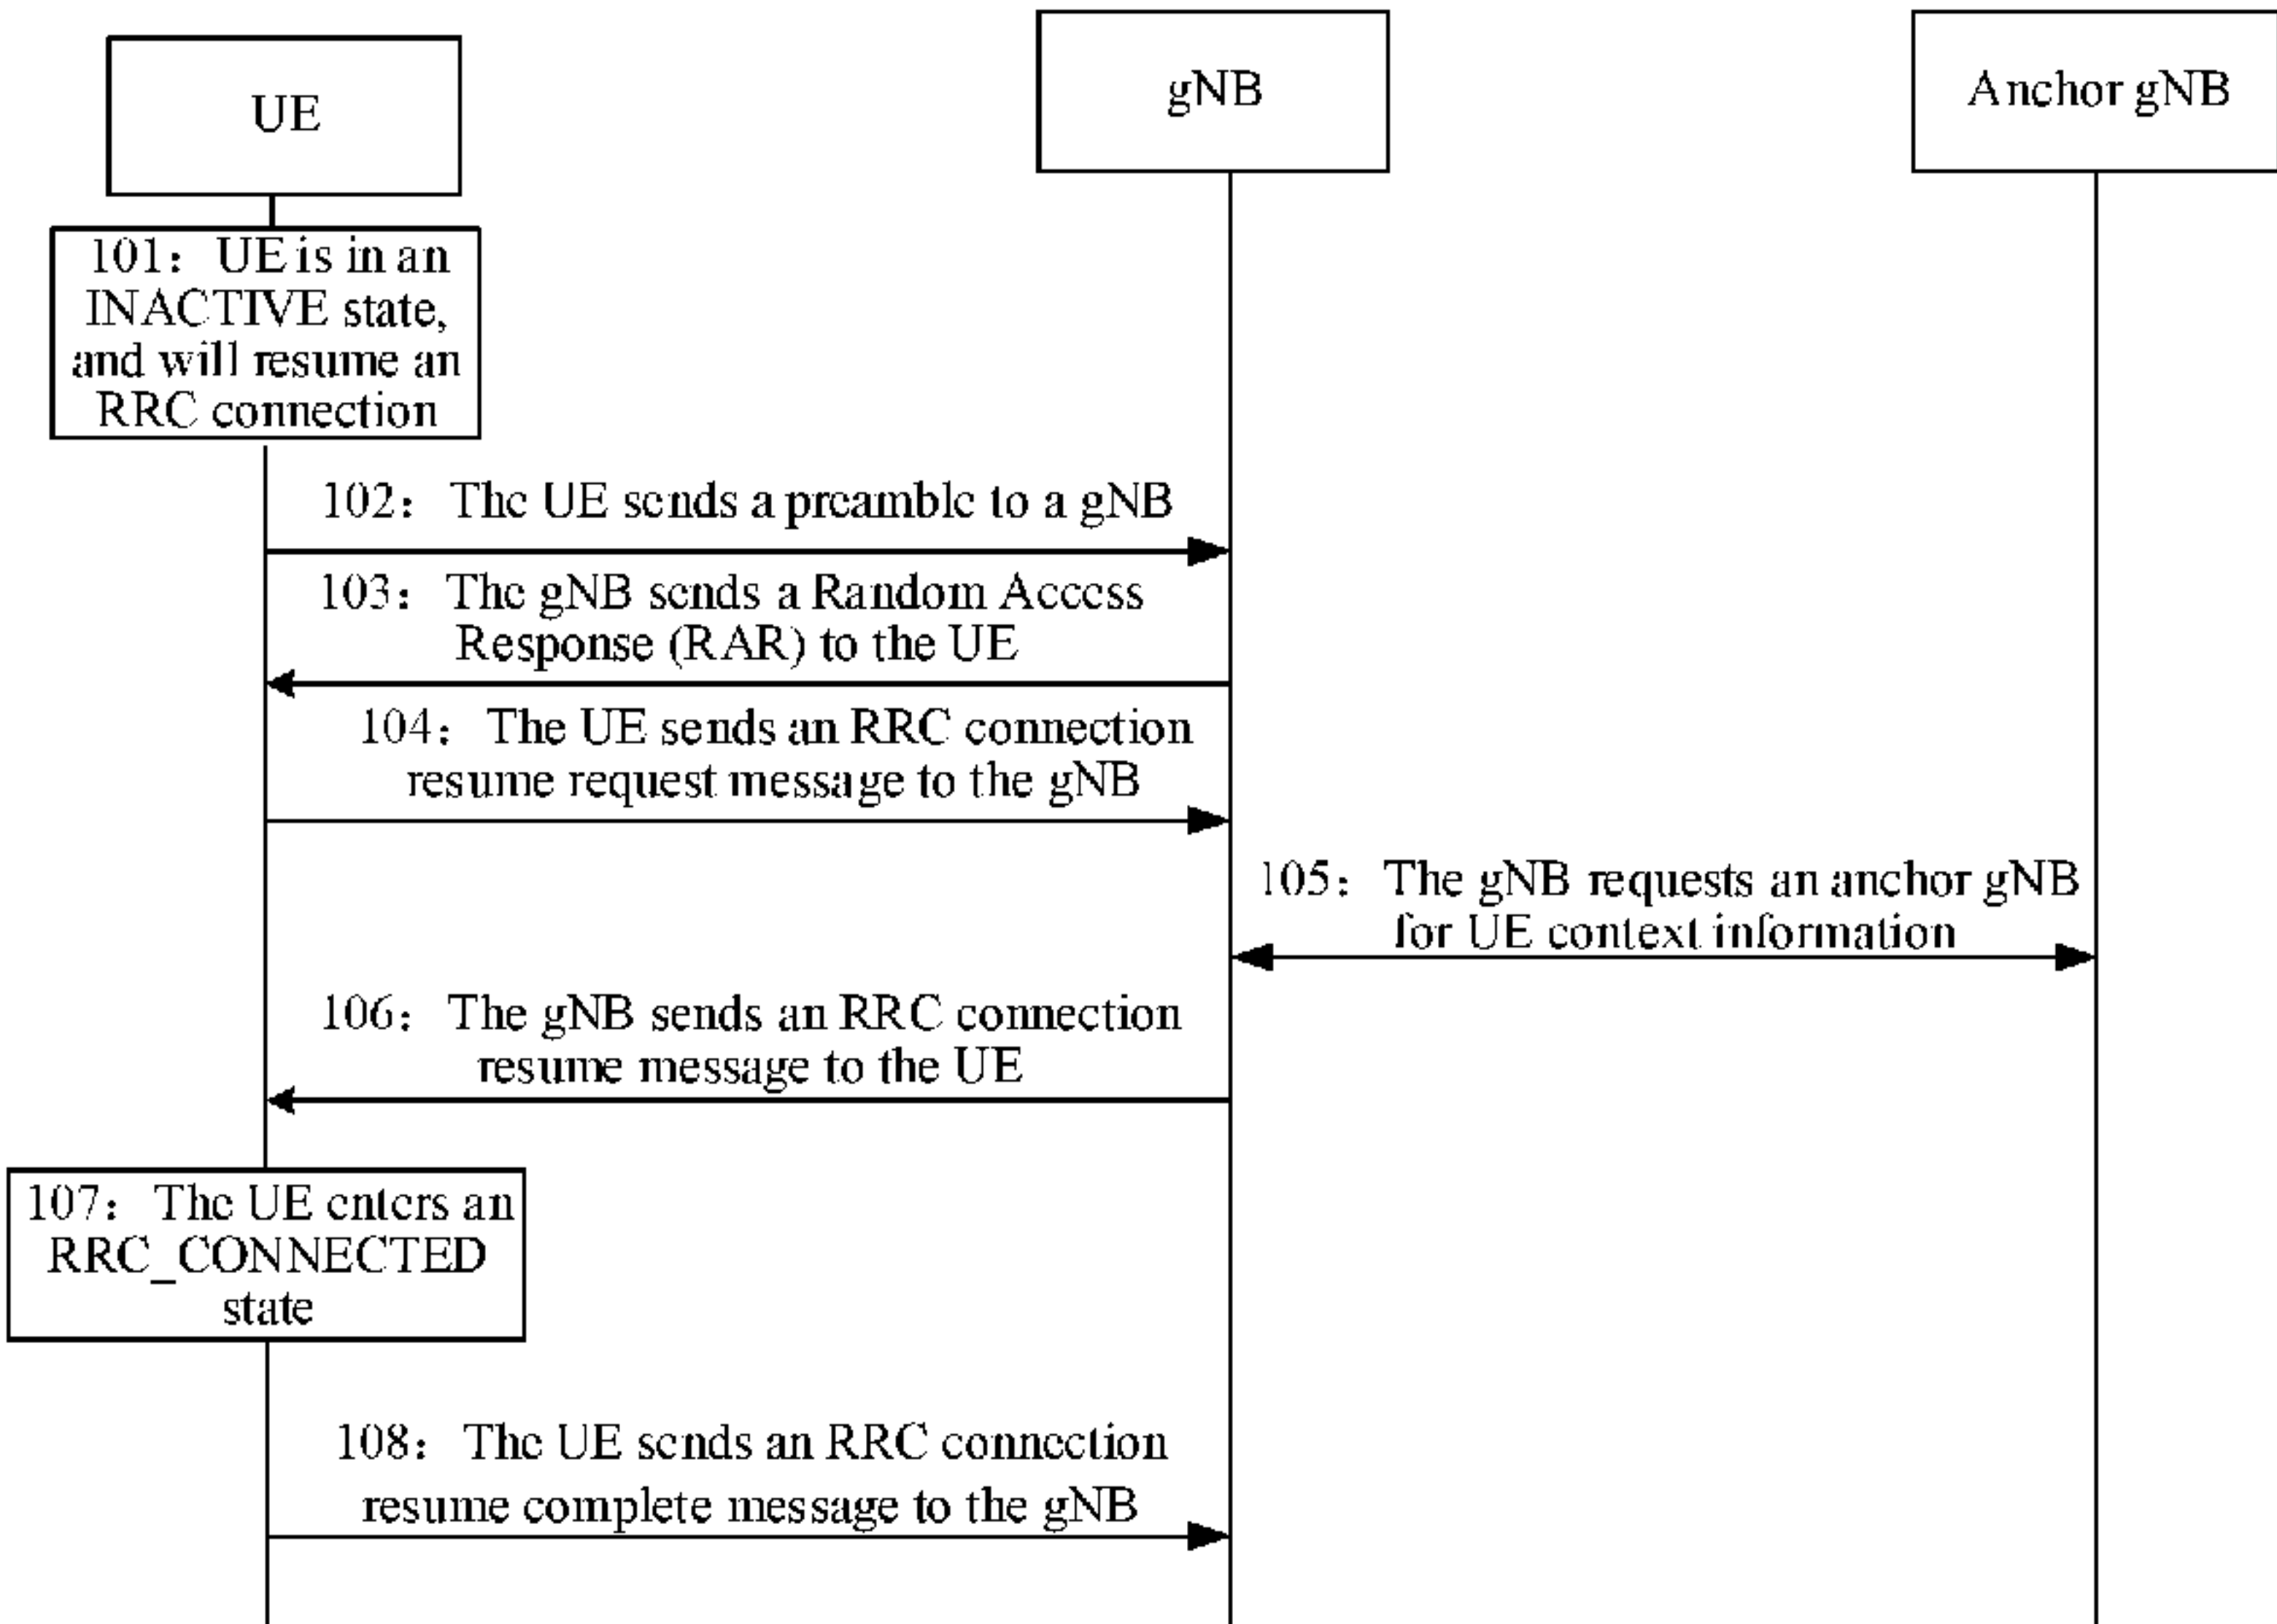 UE
gNB
Anchor gNB
101：UE is in an
INACTIVE state,
and will resume an
RRC connection
102：The UE sends a preamble to a gNB
103：The gNB sends a Random Access
Response (RAR) to the UE
104：The UE sends an RRC connection
resume request message to the gNB
105：The gNB requests an anchor gNB
for UE context information
106：The gNB sends an RRC connection
resume message to the UE
107：The UE enters an
RRC_CONNECTED
state
108：The UE sends an RRC connection
resume complete message to the gNB